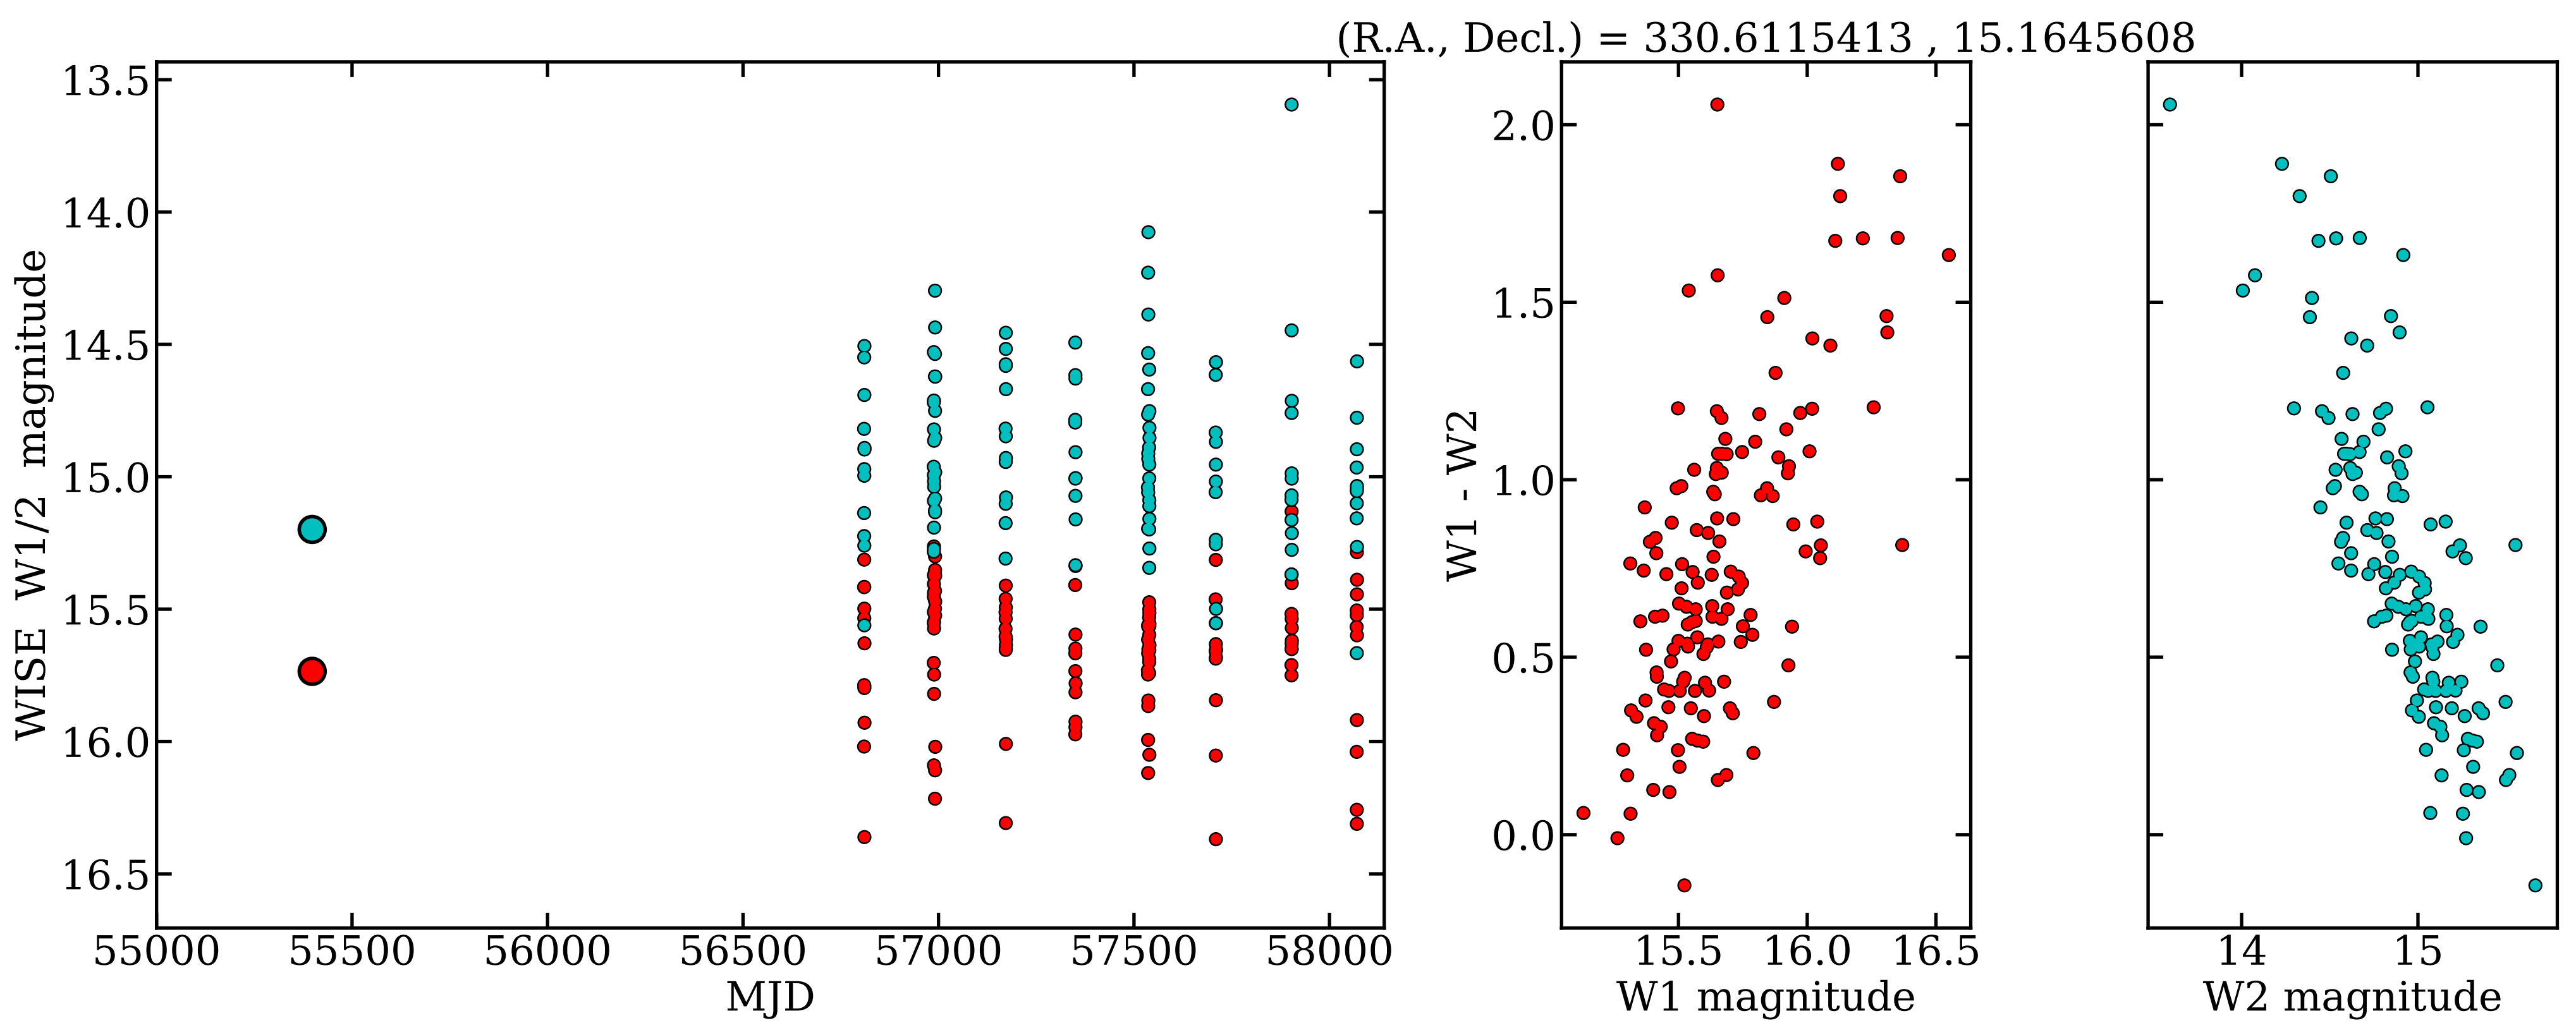 (R.A., Decl.) = 330.6115413 , 15.1645608
WISE W1/2 magnitude
13.5
14.0
14.5
15.0
15.5
16.0
16.5
55000 55500 56000 56500 57000 57500 58000
MJD
W1 - W2
2.0
1.5
1.0
0.5
0.0
15.5 16.0 16.5
W1 magnitude
14 15
W2 magnitude